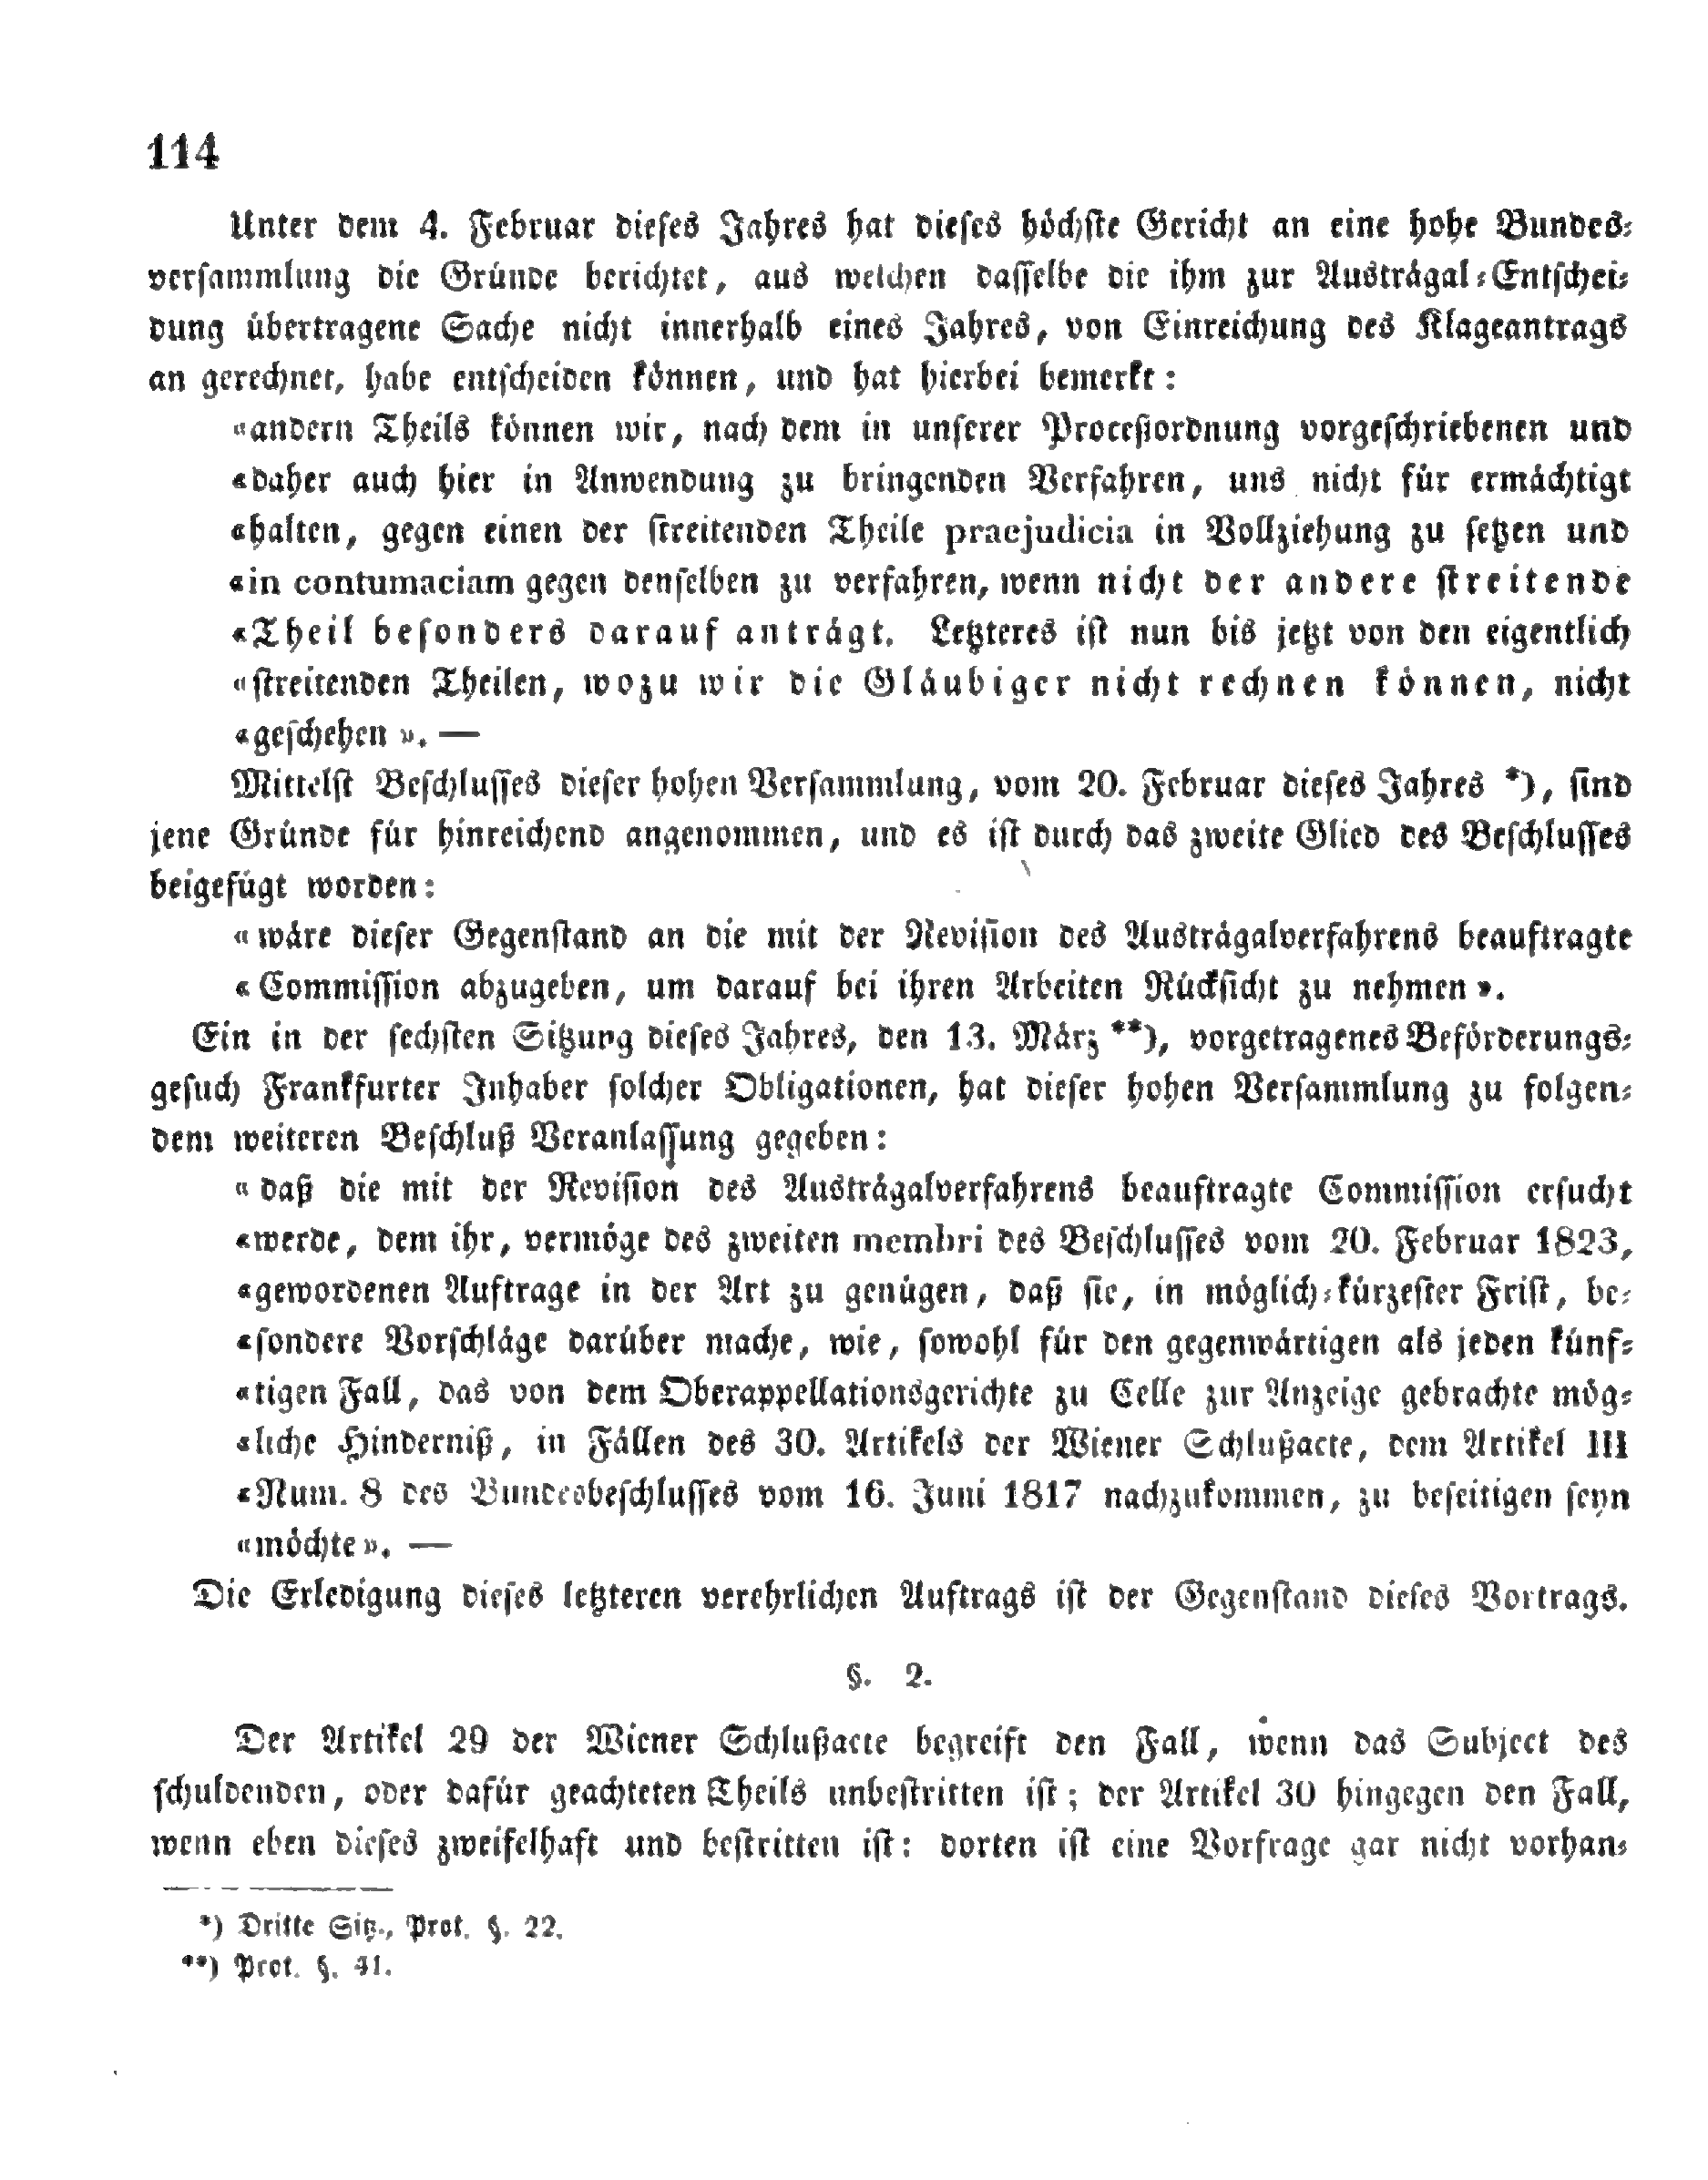 114
Unter dem 4. Februar dieses Jahres hat dieses höchste Gericht an eine hohe Bundes-
versammlung die Gründe berichtet, aus welchen dasselbe die ihm zur Austrägal-Entschei-
dung übertragene Sache nicht innerhalb eines Jahres, von Einreichung des Klageantrags
an gerechnet, habe entscheiden können, und hat hierbei bemerkt:
«andern Theils können wir, nach dem in unserer Proceßordnung vorgeschriebenen und
«daher auch hier in Anwendung zu bringenden Verfahren, uns nicht für ermächtigt
«halten, gegen einen der streitenden Theile praejudicia in Vollziehung zu setzen und
«in contumaciam gegen denselben zu verfahren, wenn nicht der andere streitende
«Theil besonders darauf anträgt. Letzteres ist nun bis jetzt von den eigentlich
«streitenden Theilen, wozu wir die Gläubiger nicht rechnen können, nicht
«geschehen». —
Mittelst Beschlusses dieser hohen Versammlung, vom 20. Februar dieses Jahres *), sind
jene Gründe für hinreichend angenommen, und es ist durch das zweite Glied des Beschlusses
beigefügt worden:
«wäre dieser Gegenstand an die mit der Revision des Austrägalverfahrens beauftragte
«Commission abzugeben, um darauf bei ihren Arbeiten Rücksicht zu nehmen».
Ein in der sechsten Sitzung dieses Jahres, den 13. März **), vorgetragenes Beförderungs-
gesuch Frankfurter Inhaber solcher Obligationen, hat dieser hohen Versammlung zu folgen-
dem weiteren Beschluß Veranlassung gegeben:
«daß die mit der Revision des Austrägalverfahrens beauftragte Commission ersucht
«werde, dem ihr, vermöge des zweiten membri des Beschlusses vom 20. Februar 1823,
«gewordenen Auftrage in der Art zu genügen, daß sie, in möglich-kürzester Frist, be-
«sondere Vorschläge darüber mache, wie, sowohl für den gegenwärtigen als jeden künf-
«tigen Fall, das von dem Oberappellationsgerichte zu Celle zur Anzeige gebrachte mög-
«liche Hinderniß, in Fällen des 30. Artikels der Wiener Schlußacte, dem Artikel III
«Num. 8 des Bundesbeschlusses vom 16. Juni 1817 nachzukommen, zu beseitigen seyn
«möchte». —
Die Erledigung dieses letzteren verehrlichen Auftrags ist der Gegenstand dieses Vortrags.
§. 2.
Der Artikel 29 der Wiener Schlußacte begreift den Fall, wenn das Subject des
schuldenden, oder dafür geachteten Theils unbestritten ist; der Artikel 30 hingegen den Fall,
wenn eben dieses zweifelhaft und bestritten ist: dorten ist eine Vorfrage gar nicht vorhan-
*) Dritte Sitz., Prot. §. 22.
**) Prot. §. 41.